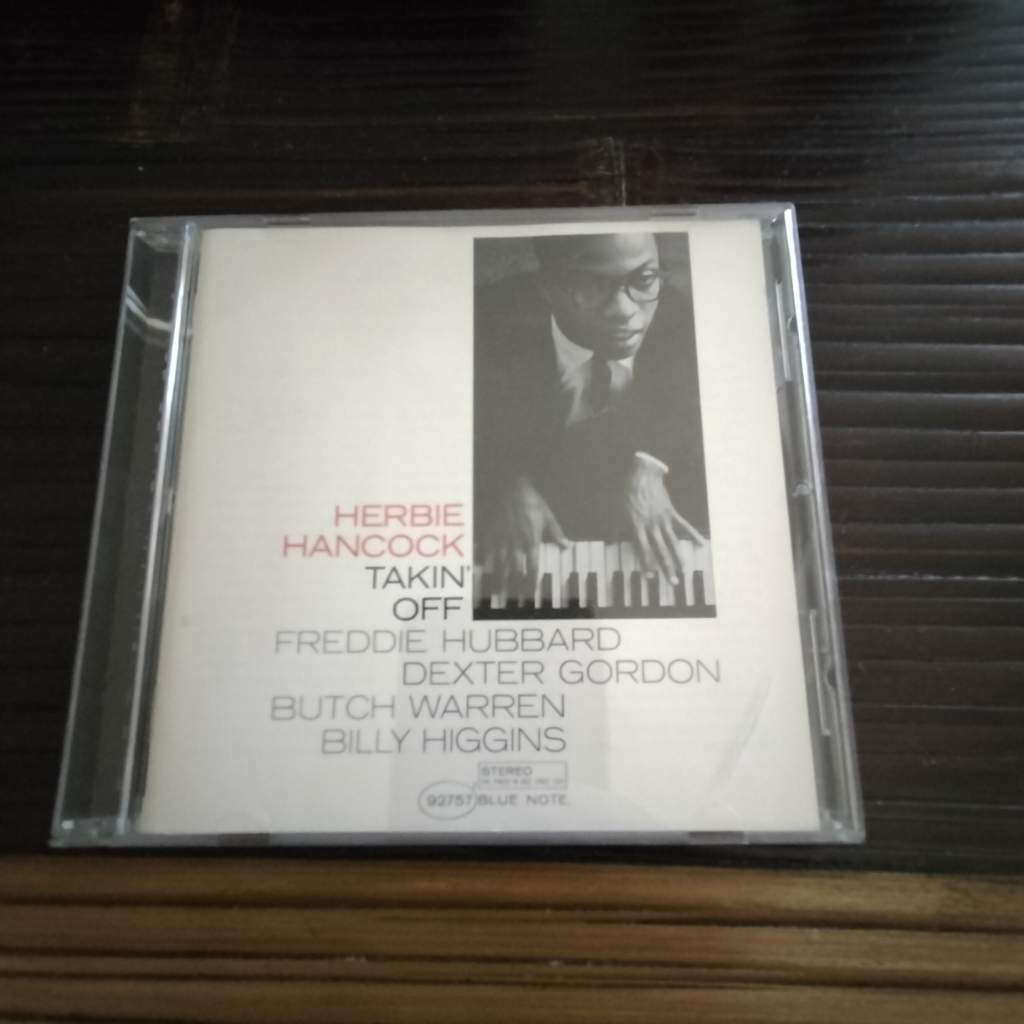 HERBIE
HANCOCK
TAKIN'
OFF
FREDDIE HUBBARD
DEXTER GORDON
BUTCH WARREN
BILLY HIGGINS
STEREO
92757 BLUE NOTE